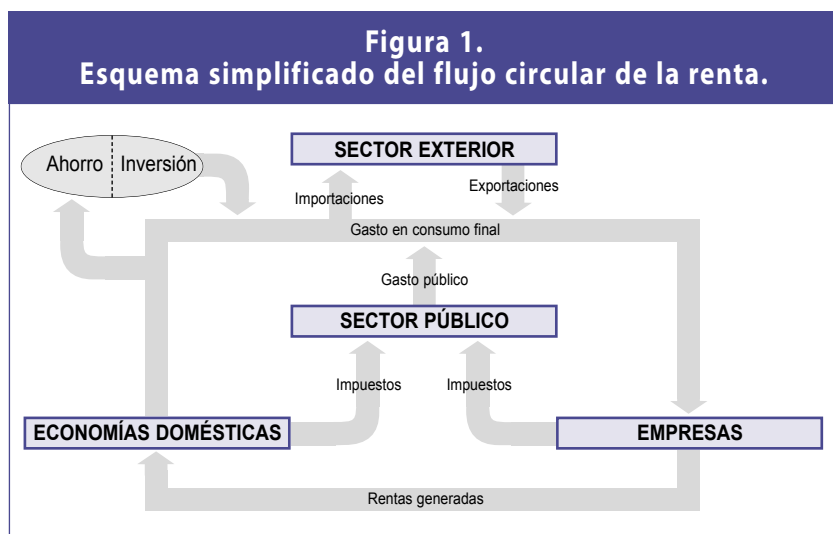 Figura 1.
Esquema simplificado del flujo circular de la renta.
Ahorro Inversión
SECTOR EXTERIOR
Importaciones
Exportaciones
Gasto en consumo final
Gasto público
SECTOR PÚBLICO
Impuestos
Impuestos
ECONOMÍAS DOMÉSTICAS
EMPRESAS
Rentas generadas